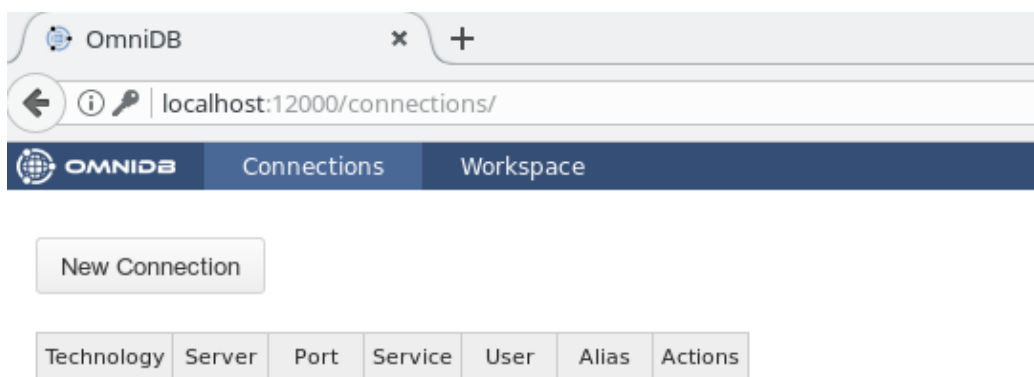 OmniDB
localhost:12000/connections/
OMNIDB Connections Workspace
New Connection
Technology Server Port Service User Alias Actions